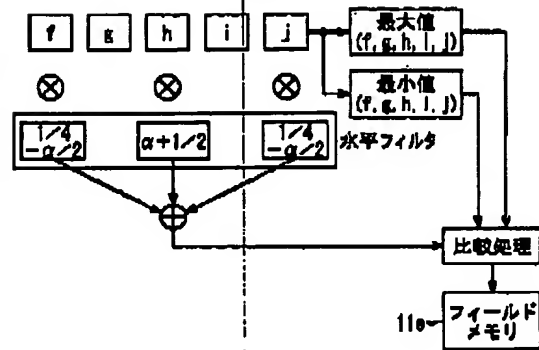 f g h i j
最大値
(f, g, h, i, j)
最小値
(f, g, h, i, j)
1/4
-α/2
α+1/2
1/4
-α/2
水平フィルタ
比較処理
11e
フィールド
メモリ